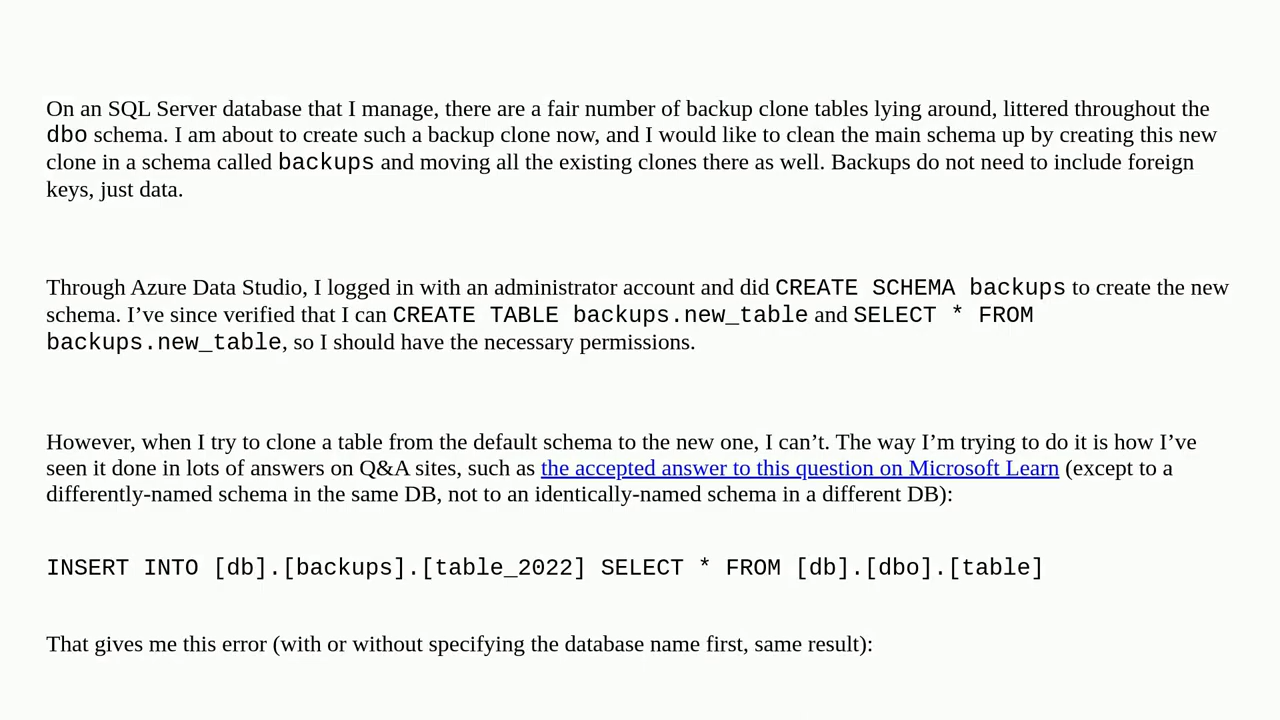 On an SQL Server database that I manage, there are a fair number of backup clone tables lying around, littered throughout the
dbo schema. I am about to create such a backup clone now, and I would like to clean the main schema up by creating this new
clone in a schema called backups and moving all the existing clones there as well. Backups do not need to include foreign
keys, just data.
Through Azure Data Studio, I logged in with an administrator account and did CREATE SCHEMA backups to create the new
schema. I’ve since verified that I can CREATE TABLE backups.new_table and SELECT * FROM
backups.new_table, so I should have the necessary permissions.
However, when I try to clone a table from the default schema to the new one, I can’t. The way I’m trying to do it is how I’ve
seen it done in lots of answers on Q&A sites, such as the accepted answer to this question on Microsoft Learn (except to a
differently-named schema in the same DB, not to an identically-named schema in a different DB):
INSERT INTO [db].[backups].[table_2022] SELECT * FROM [db].[dbo].[table]
That gives me this error (with or without specifying the database name first, same result):